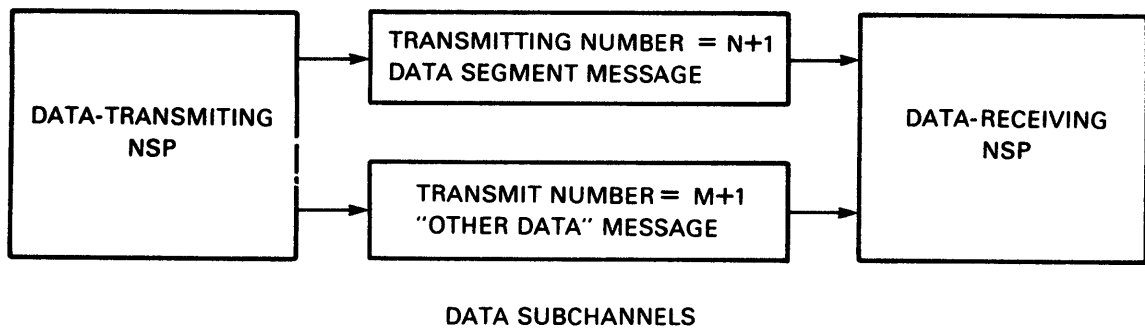 DATA-TRANSMITING
NSP
TRANSMITTING NUMBER = N+1
DATA SEGMENT MESSAGE
TRANSMIT NUMBER = M+1
"OTHER DATA" MESSAGE
DATA-RECEIVING
NSP
DATA SUBCHANNELS